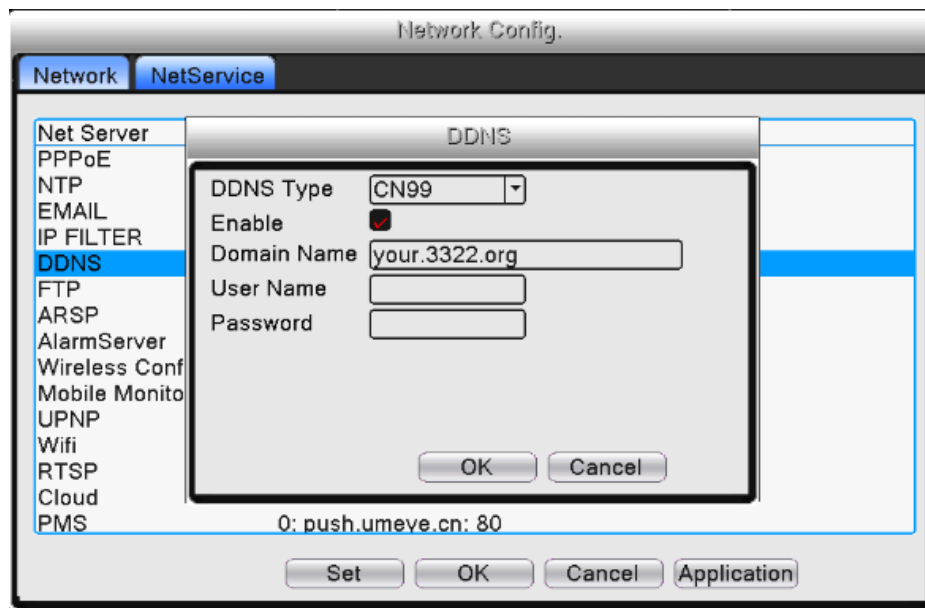 Network Config.
Network NetService
Net Server
DDNS
PPPoE
NTP
EMAIL
IP FILTER
DDNS
FTP
ARSP
AlarmServer
Wireless Conf
Mobile Monito
UPNP
Wifi
RTSP
Cloud
PMS 0: push.umeye.cn: 80
DDNS Type CN99
Enable
Domain Name your.3322.org
User Name
Password
OK Cancel
Set OK Cancel Application